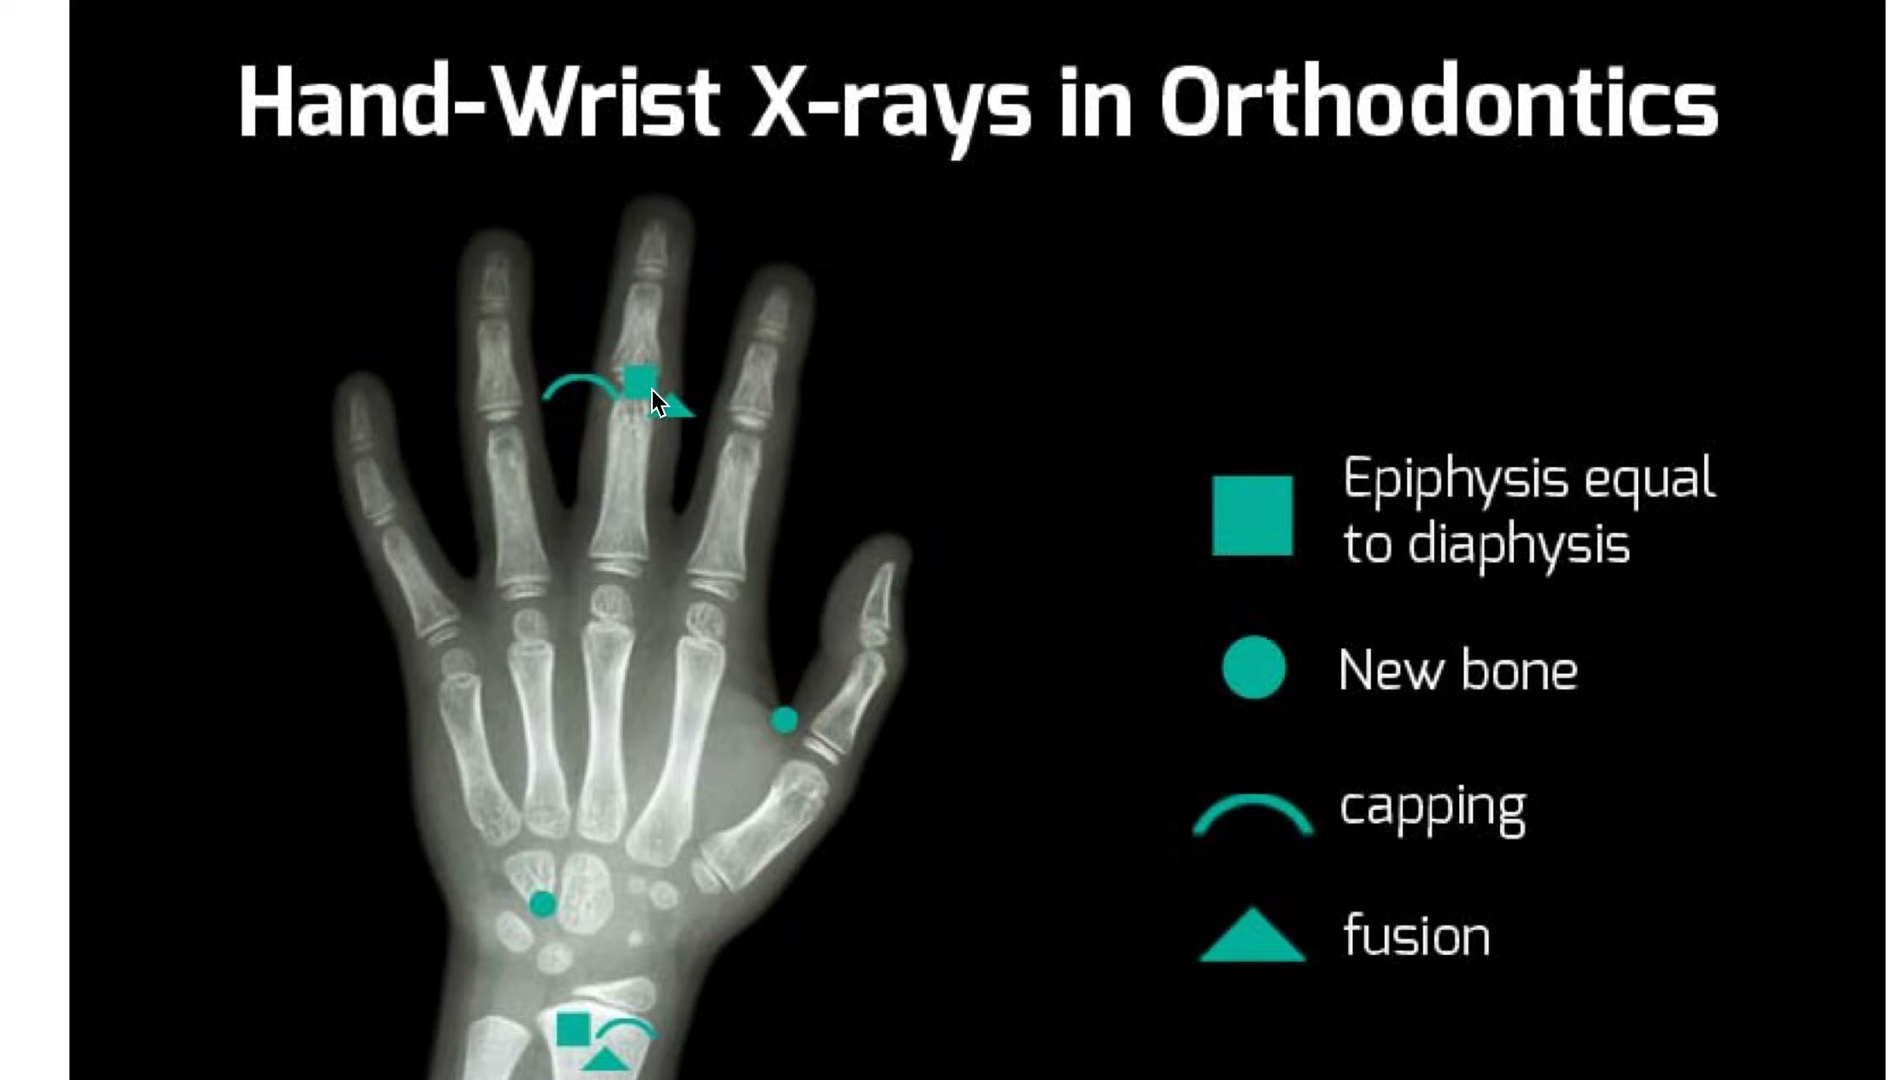 Hand-Wrist X-rays in Orthodontics
Epiphysis equal
to diaphysis
New bone
capping
fusion